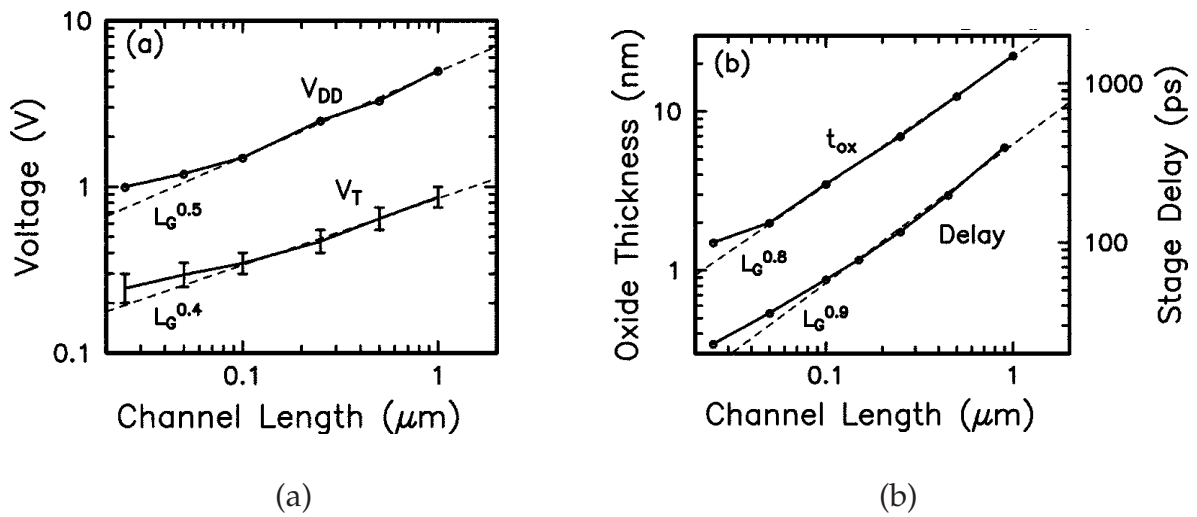 (a)
10
1
0.1
Voltage (V)
V_DD
V_T
L_G^0.5
L_G^0.4
0.1
1
Channel Length (μm)
(a)
(b)
10
1
Oxide Thickness (nm)
t_ox
Delay
L_G^0.8
L_G^0.9
1000
100
Stage Delay (ps)
0.1
1
Channel Length (μm)
(b)